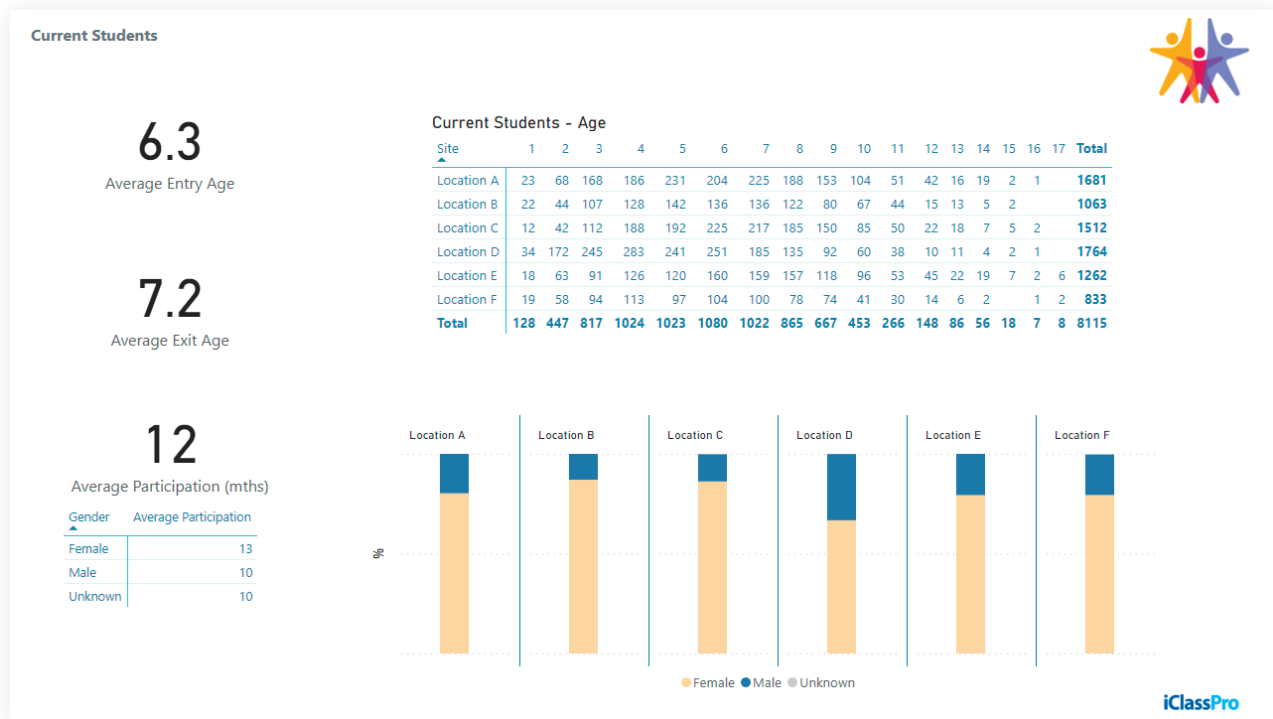 Current Students
6.3
Average Entry Age
7.2
Average Exit Age
12
Average Participation (mths)
Gender Average Participation
Female 13
Male 10
Unknown 10
Current Students - Age
Site 1 2 3 4 5 6 7 8 9 10 11 12 13 14 15 16 17 Total
Location A 23 68 168 186 231 204 225 188 153 104 51 42 16 19 2 1 1681
Location B 22 44 107 128 142 136 136 122 80 67 44 15 13 5 2 1063
Location C 12 42 112 188 192 225 217 185 150 85 50 22 18 7 5 2 1512
Location D 34 172 245 283 241 251 185 135 92 60 38 10 11 4 2 1 1764
Location E 18 63 91 126 120 160 159 157 118 96 53 45 22 19 7 2 6 1262
Location F 19 58 94 113 97 104 100 78 74 41 30 14 6 2 1 2 833
Total 128 447 817 1024 1023 1080 1022 865 667 453 266 148 86 56 18 7 8 8115
Location A Location B Location C Location D Location E Location F
%
Female Male Unknown
iClassPro